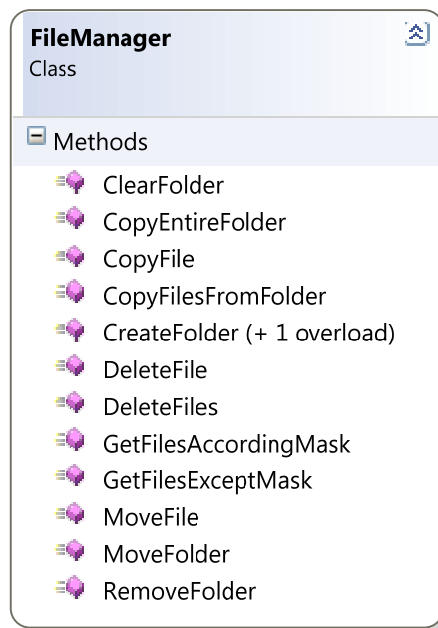 FileManager
Class
Methods
ClearFolder
CopyEntireFolder
CopyFile
CopyFilesFromFolder
CreateFolder (+ 1 overload)
DeleteFile
DeleteFiles
GetFilesAccordingMask
GetFilesExceptMask
MoveFile
MoveFolder
RemoveFolder